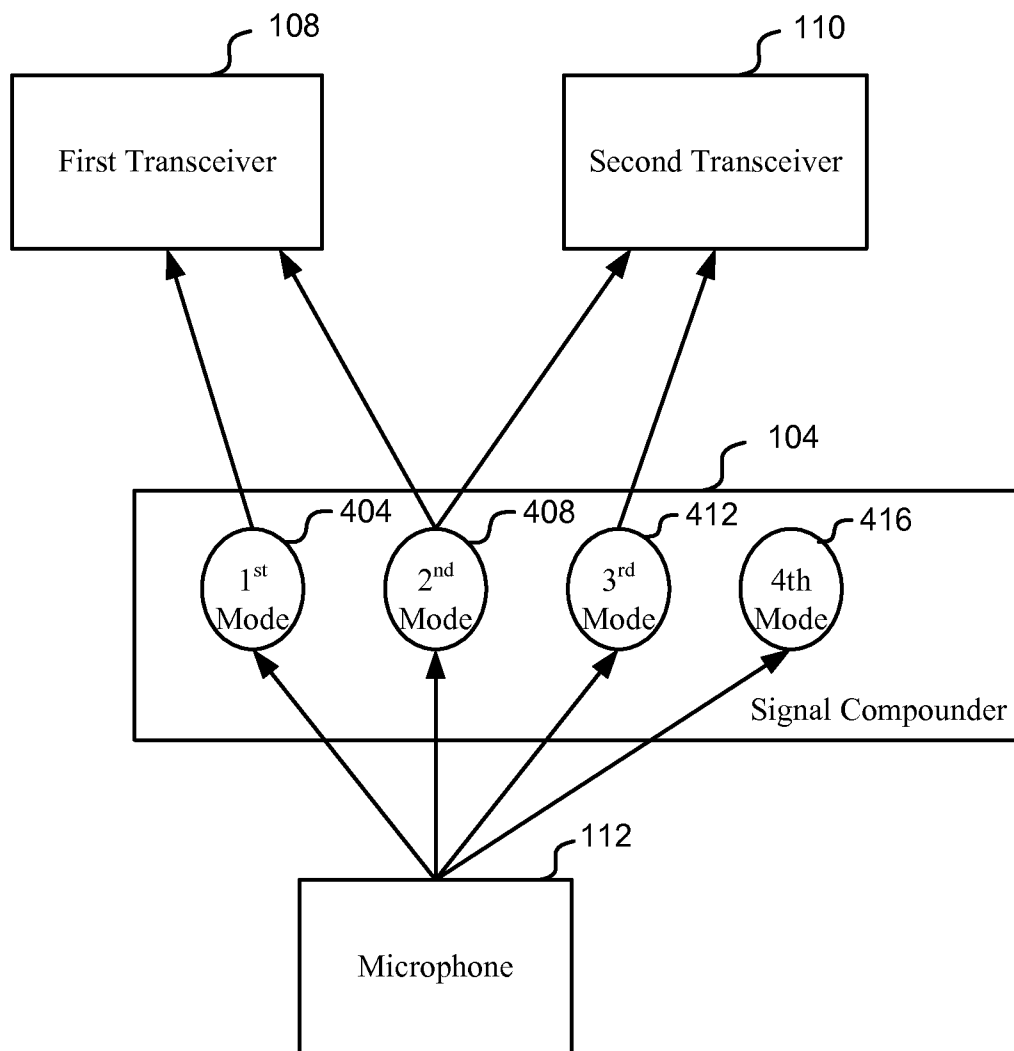 108
110
First Transceiver
Second Transceiver
104
404
408
412
416
1st
Mode
2nd
Mode
3rd
Mode
4th
Mode
Signal Compounder
112
Microphone